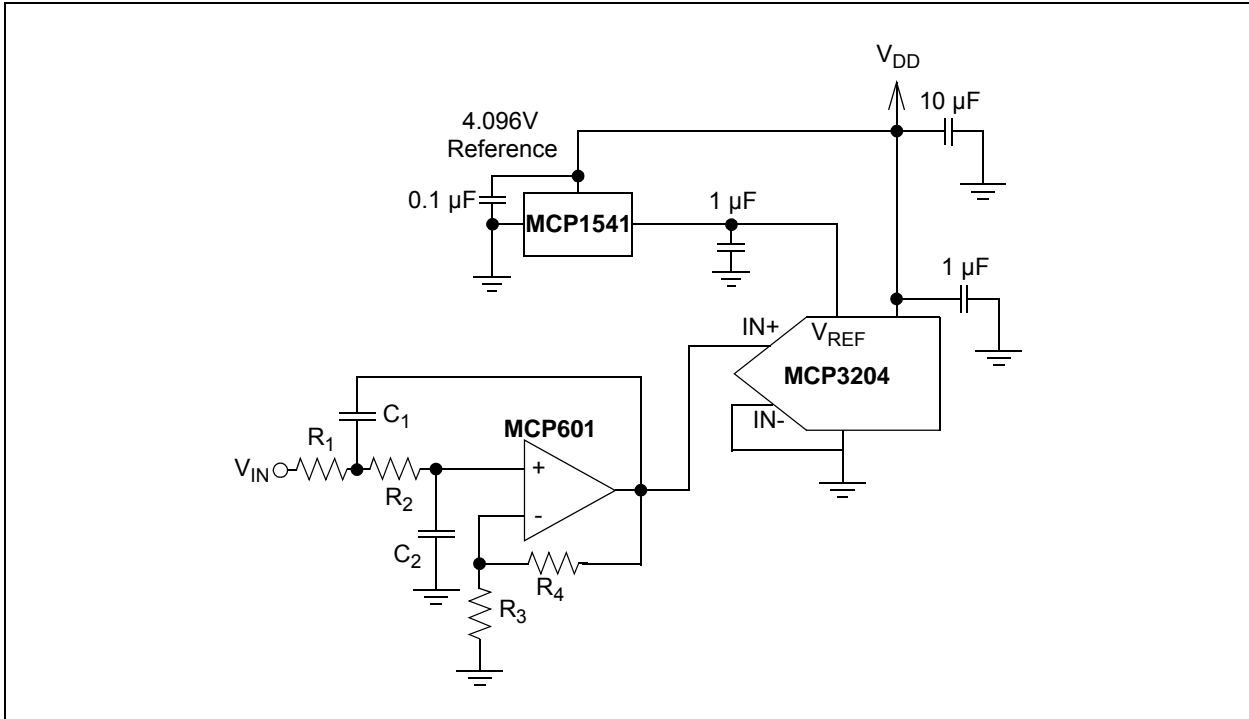 V_DD
10 µF
4.096V
Reference
0.1 µF
MCP1541
1 µF
1 µF
IN+
V_REF
MCP3204
IN-
C_1
MCP601
R_1
V_IN
+
R_2
-
C_2
R_4
R_3